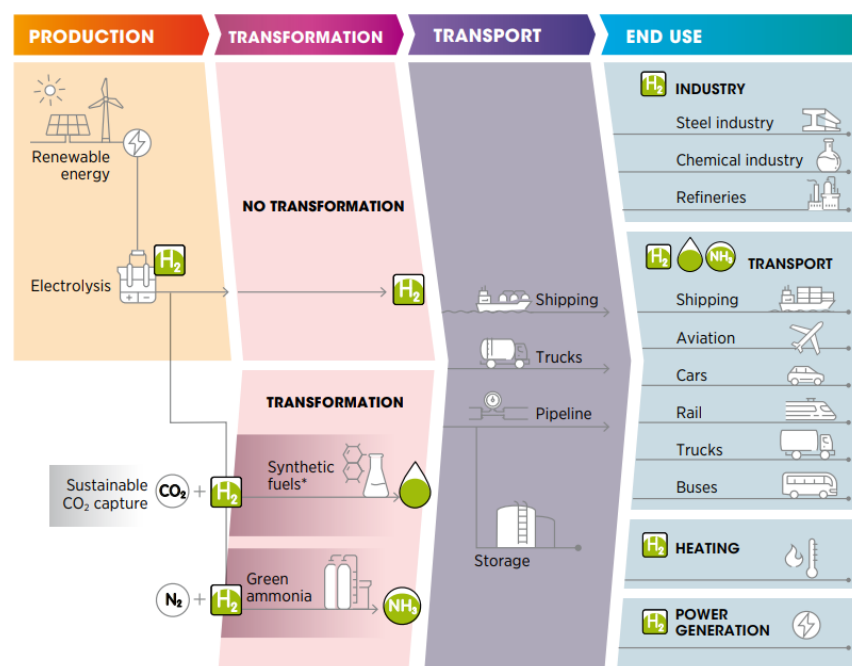 PRODUCTION
TRANSFORMATION
TRANSPORT
END USE
Renewable
energy
H₂
Electrolysis
+ −
NO TRANSFORMATION
H₂
TRANSFORMATION
Sustainable
CO₂ capture
CO₂ + H₂
Synthetic
fuels*
N₂ + H₂
Green
ammonia
NH₃
Shipping
Trucks
Pipeline
Storage
H₂ INDUSTRY
Steel industry
Chemical industry
Refineries
H₂ NH₃ TRANSPORT
Shipping
Aviation
Cars
Rail
Trucks
Buses
H₂ HEATING
H₂ POWER
GENERATION